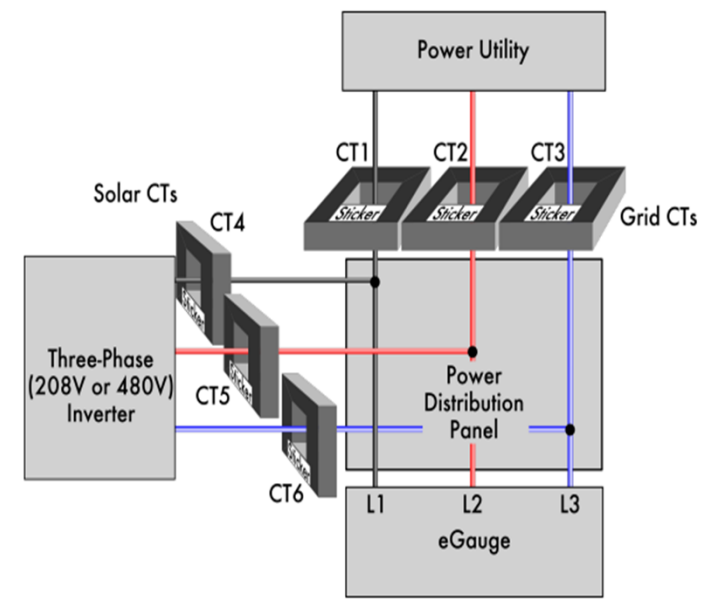 Power Utility
CT1
CT2
CT3
Sticker
Sticker
Sticker
Grid CTs
Solar CTs
CT4
Sticker
Three-Phase
(208V or 480V)
Inverter
CT5
Sticker
CT6
Sticker
Power
Distribution
Panel
L1
L2
L3
eGauge